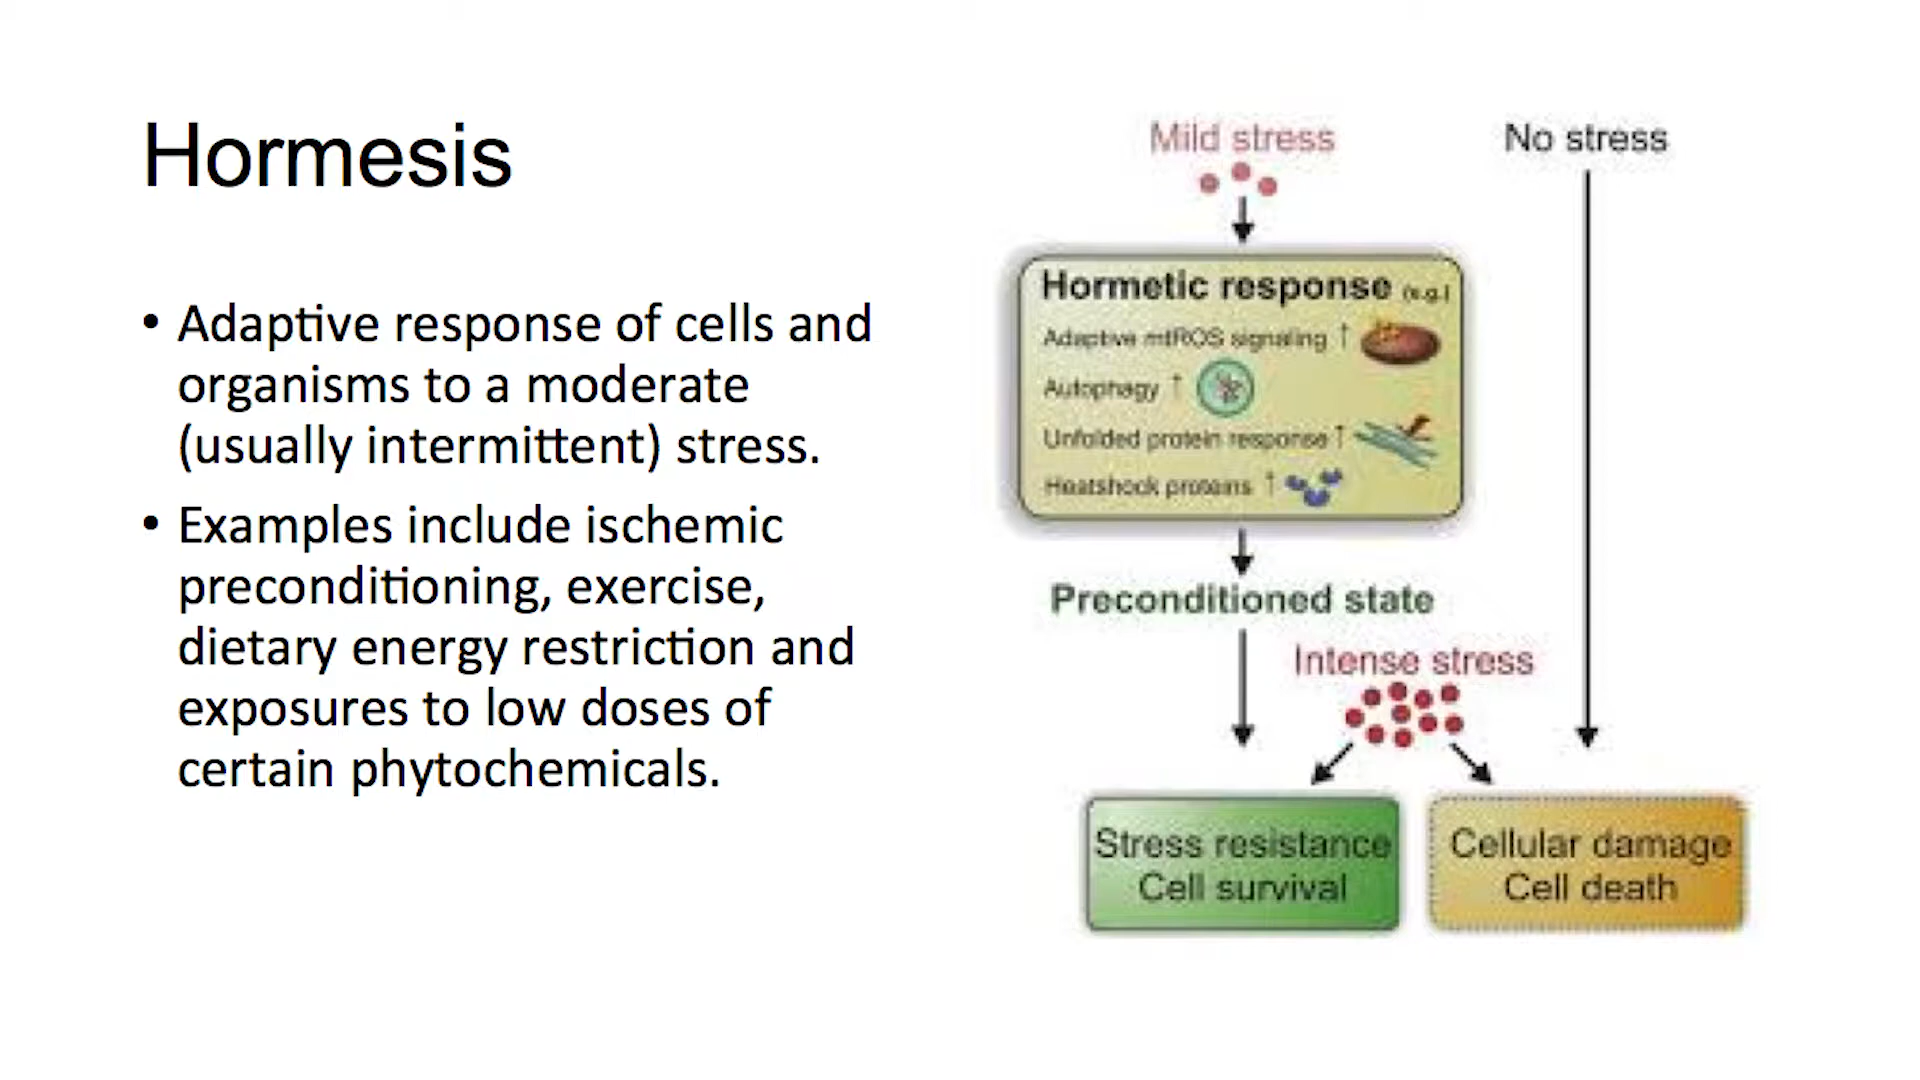 Hormesis
• Adaptive response of cells and
organisms to a moderate
(usually intermittent) stress.
• Examples include ischemic
preconditioning, exercise,
dietary energy restriction and
exposures to low doses of
certain phytochemicals.
Mild stress
No stress
Hormetic response (e.g.)
Adaptive mtROS signaling ↑
Autophagy ↑
Unfolded protein response ↑
Heatshock proteins ↑
Preconditioned state
Intense stress
Stress resistance
Cell survival
Cellular damage
Cell death